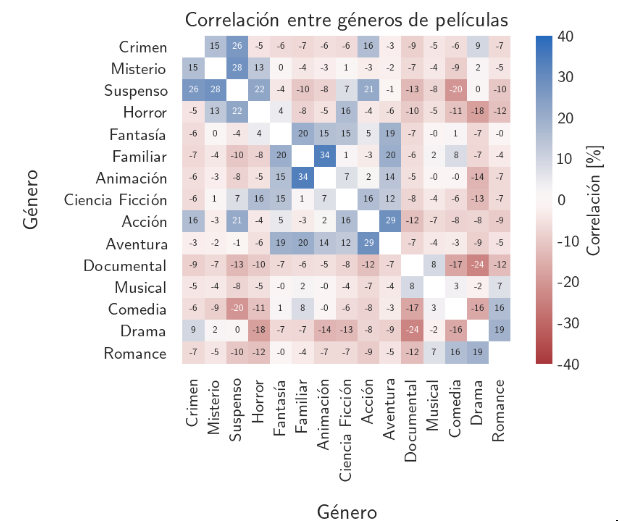 Correlación entre géneros de películas
Crimen 15 26 -5 -6 -7 -6 -6 16 -3 -9 -5 -6 9 -7
Misterio 15 28 13 0 -4 -3 1 -3 -2 -7 -4 -9 2 -5
Suspenso 26 28 22 -4 -10 -8 7 21 -1 -13 -8 -20 0 -10
Horror -5 13 22 4 -8 -5 16 -4 -6 -10 -5 -11 -18 -12
Fantasía -6 0 -4 4 20 15 15 5 19 -7 -0 1 -7 -0
Familiar -7 -4 -10 -8 20 34 1 -3 20 -6 2 8 -7 -4
Animación -6 -3 -8 -5 15 34 7 2 14 -5 -0 -0 -14 -7
Ciencia Ficción -6 1 7 16 15 1 7 16 12 -8 -4 -6 -13 -7
Acción 16 -3 21 -4 5 -3 2 16 29 -12 -7 -8 -8 -9
Aventura -3 -2 -1 -6 19 20 14 12 29 -7 -4 -3 -9 -5
Documental -9 -7 -13 -10 -7 -6 -5 -8 -12 -7 8 -17 -24 -12
Musical -5 -4 -8 -5 -0 2 -0 -4 -7 -4 8 3 -2 7
Comedia -6 -9 -20 -11 1 8 -0 -6 -8 -3 -17 3 -16 16
Drama 9 2 0 -18 -7 -7 -14 -13 -8 -9 -24 -2 -16 19
Romance -7 -5 -10 -12 -0 -4 -7 -7 -9 -5 -12 7 16 19
Género
Crimen
Misterio
Suspenso
Horror
Fantasía
Familiar
Animación
Ciencia Ficción
Acción
Aventura
Documental
Musical
Comedia
Drama
Romance
Género
40
30
20
10
0
-10
-20
-30
-40
Correlación [%]